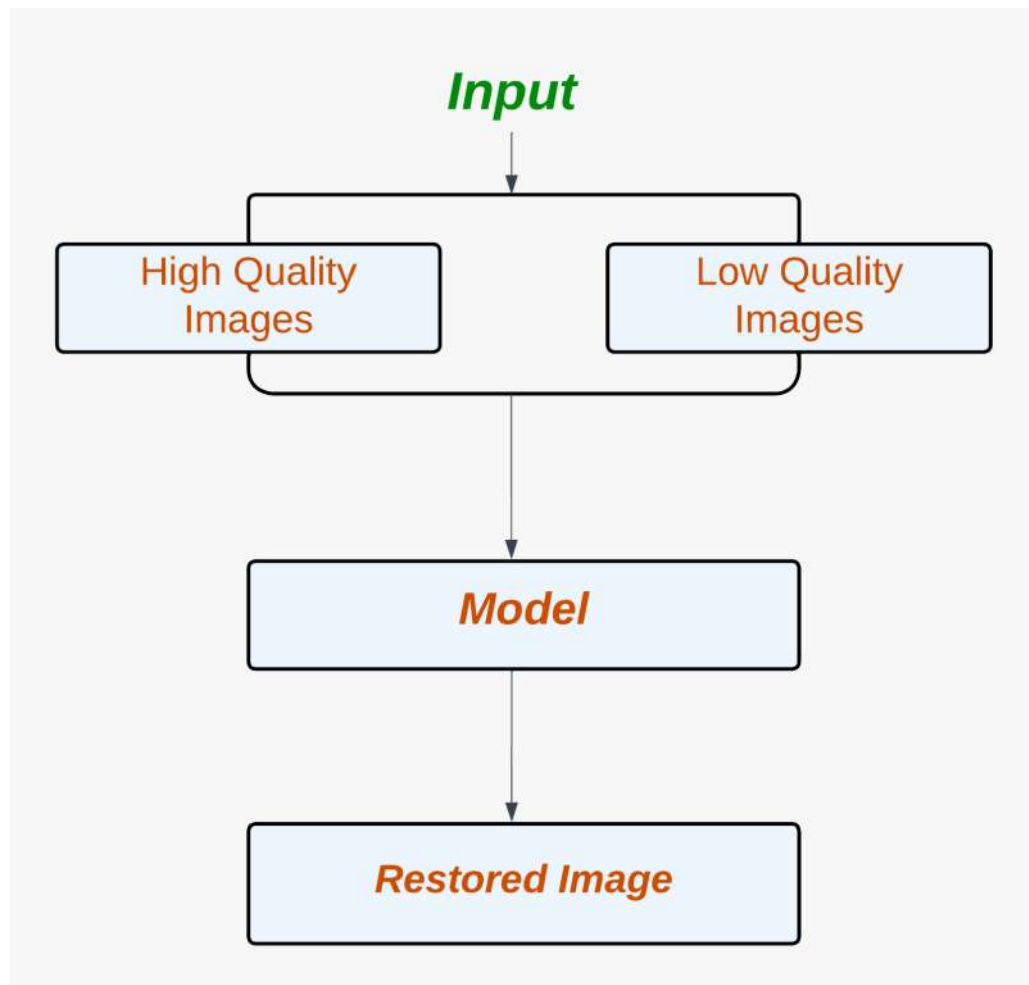 Input
High Quality
Images
Low Quality
Images
Model
Restored Image